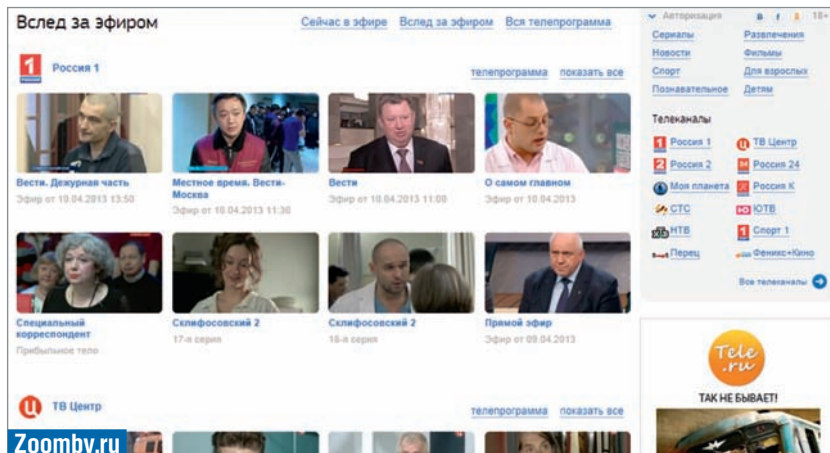 Вслед за эфиром
Сейчас в эфире Вслед за эфиром Вся телепрограмма
1 РОССИЯ
Россия 1
телепрограмма показать все
Вести. Дежурная часть
Эфир от 10.04.2013 13:50
Местное время. Вести-
Москва
Эфир от 10.04.2013 11:30
Вести
Эфир от 10.04.2013 11:00
О самом главном
Эфир от 10.04.2013
Специальный
корреспондент
Прибыльное тело
Склифосовский 2
17-я серия
Склифосовский 2
16-я серия
Прямой эфир
Эфир от 09.04.2013
ТВ Центр
телепрограмма показать все
Zoomby.ru
Авторизация В f 18+
Сериалы Развлечения
Новости Фильмы
Спорт Для взрослых
Познавательное Детям
Телеканалы
1 Россия 1 ТВ Центр
2 Россия 2 24 Россия 24
Моя планета Россия К
СТС ЮТВ
НТВ 1 Спорт 1
Перец Феникс+Кино
Все телеканалы
Tele
.ru
ТАК НЕ БЫВАЕТ!